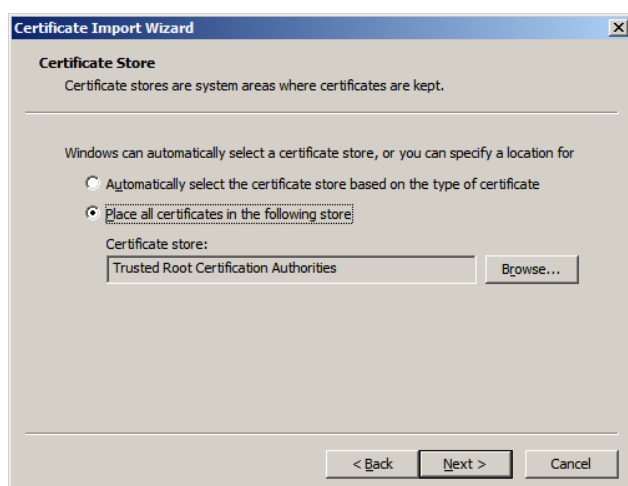 Certificate Import Wizard
Certificate Store
Certificate stores are system areas where certificates are kept.
Windows can automatically select a certificate store, or you can specify a location for
Automatically select the certificate store based on the type of certificate
Place all certificates in the following store
Certificate store:
Trusted Root Certification Authorities
Browse...
< Back
Next >
Cancel